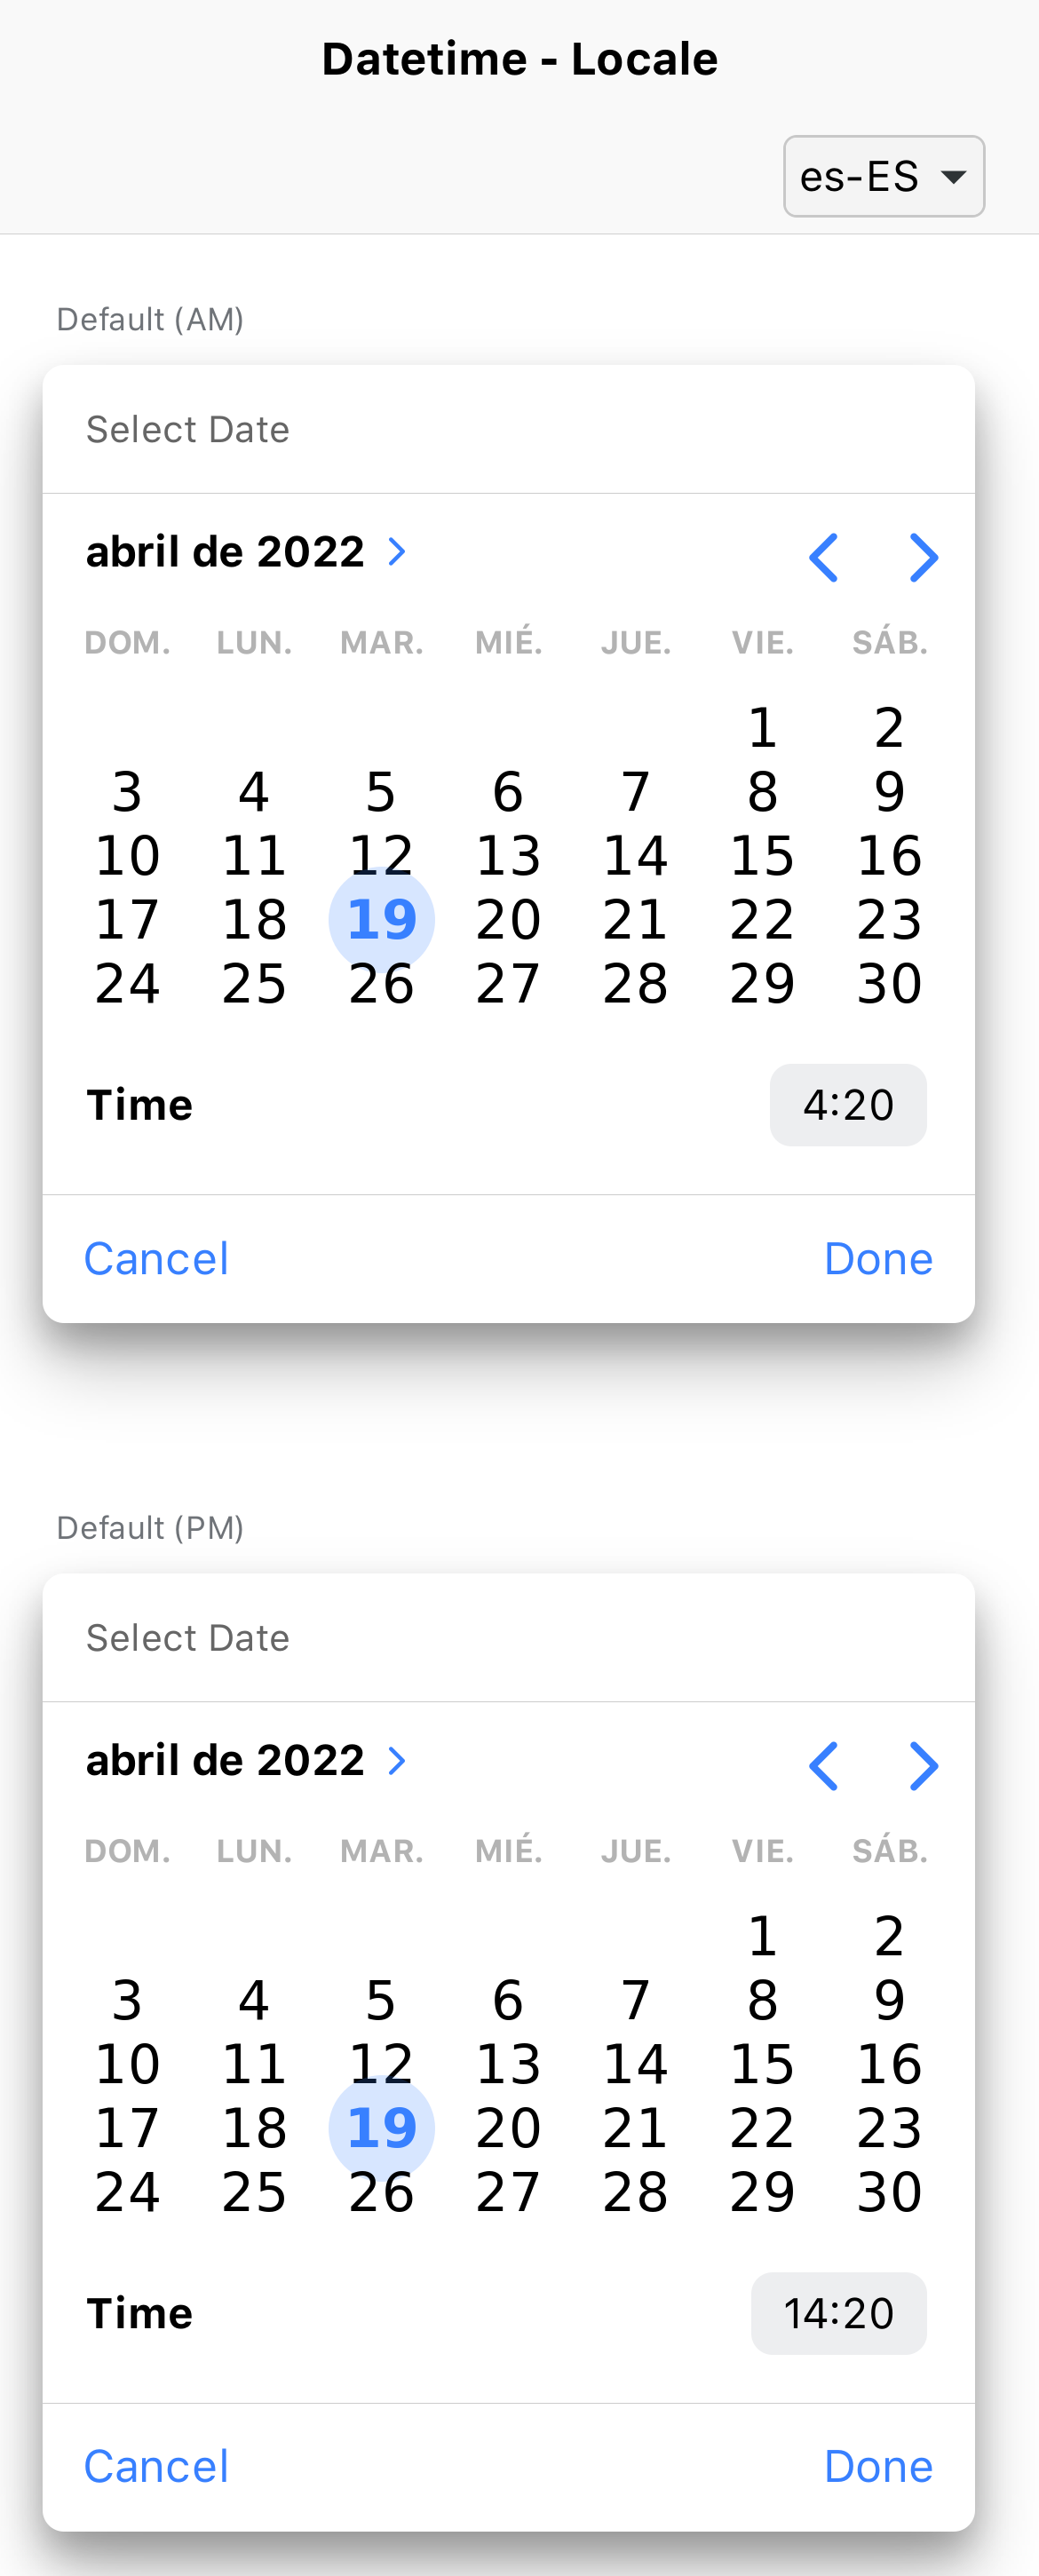 Datetime - Locale
es-ES
Default (AM)
Select Date
abril de 2022
DOM. LUN. MAR. MIÉ. JUE. VIE. SÁB.
1 2
3 4 5 6 7 8 9
10 11 12 13 14 15 16
17 18 19 20 21 22 23
24 25 26 27 28 29 30
Time 4:20
Cancel Done
Default (PM)
Select Date
abril de 2022
DOM. LUN. MAR. MIÉ. JUE. VIE. SÁB.
1 2
3 4 5 6 7 8 9
10 11 12 13 14 15 16
17 18 19 20 21 22 23
24 25 26 27 28 29 30
Time 14:20
Cancel Done